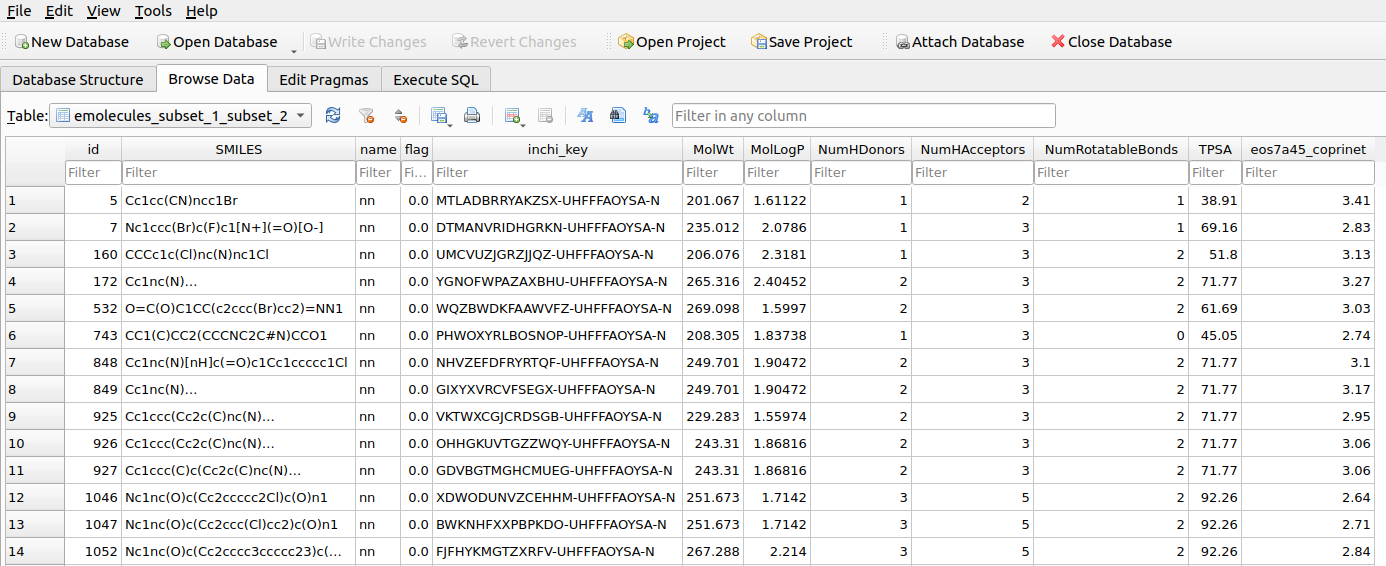 File Edit View Tools Help
New Database Open Database Write Changes Revert Changes Open Project Save Project Attach Database Close Database
Database Structure Browse Data Edit Pragmas Execute SQL
Table: emolecules_subset_1_subset_2 Filter in any column
id SMILES name flag inchi_key MolWt MolLogP NumHDonors NumHAcceptors NumRotatableBonds TPSA eos7a45_coprinet
Filter Filter Filter Fi... Filter Filter Filter Filter Filter Filter Filter Filter
1 5 Cc1cc(CN)ncc1Br nn 0.0 MTLADBRRYAKZSX-UHFFFAOYSA-N 201.067 1.61122 1 2 1 38.91 3.41
2 7 Nc1ccc(Br)c(F)c1[N+](=O)[O-] nn 0.0 DTMANVRIDHGRKN-UHFFFAOYSA-N 235.012 2.0786 1 3 1 69.16 2.83
3 160 CCCc1c(Cl)nc(N)nc1Cl nn 0.0 UMCVUZJGRZJJQZ-UHFFFAOYSA-N 206.076 2.3181 1 3 2 51.8 3.13
4 172 Cc1nc(N)... nn 0.0 YGNOFWPAZAXBHU-UHFFFAOYSA-N 265.316 2.40452 2 3 2 71.77 3.27
5 532 O=C(O)C1CC(c2ccc(Br)cc2)=NN1 nn 0.0 WQZBWDKFAAWVFZ-UHFFFAOYSA-N 269.098 1.5997 2 3 2 61.69 3.03
6 743 CC1(C)CC2(CCCNC2C#N)CCO1 nn 0.0 PHWOXYRLBOSNOP-UHFFFAOYSA-N 208.305 1.83738 1 3 0 45.05 2.74
7 848 Cc1nc(N)[nH]c(=O)c1Cc1ccccc1Cl nn 0.0 NHVZEFDFRYRTQF-UHFFFAOYSA-N 249.701 1.90472 2 3 2 71.77 3.1
8 849 Cc1nc(N)... nn 0.0 GIXYXVRCVFSEGX-UHFFFAOYSA-N 249.701 1.90472 2 3 2 71.77 3.17
9 925 Cc1ccc(Cc2c(C)nc(N)... nn 0.0 VKTWXCGJCRDSGB-UHFFFAOYSA-N 229.283 1.55974 2 3 2 71.77 2.95
10 926 Cc1ccc(Cc2c(C)nc(N)... nn 0.0 OHHGKUVTGZZWQY-UHFFFAOYSA-N 243.31 1.86816 2 3 2 71.77 3.06
11 927 Cc1ccc(C)c(Cc2c(C)nc(N)... nn 0.0 GDVBGTMGHCMUEG-UHFFFAOYSA-N 243.31 1.86816 2 3 2 71.77 3.06
12 1046 Nc1nc(O)c(Cc2ccccc2Cl)c(O)n1 nn 0.0 XDWODUNVZCEHHM-UHFFFAOYSA-N 251.673 1.7142 3 5 2 92.26 2.64
13 1047 Nc1nc(O)c(Cc2ccc(Cl)cc2)c(O)n1 nn 0.0 BWKNHFXXPBPKDO-UHFFFAOYSA-N 251.673 1.7142 3 5 2 92.26 2.71
14 1052 Nc1nc(O)c(Cc2cccc3ccccc23)c(... nn 0.0 FJFHYKMGTZXRFV-UHFFFAOYSA-N 267.288 2.214 3 5 2 92.26 2.84